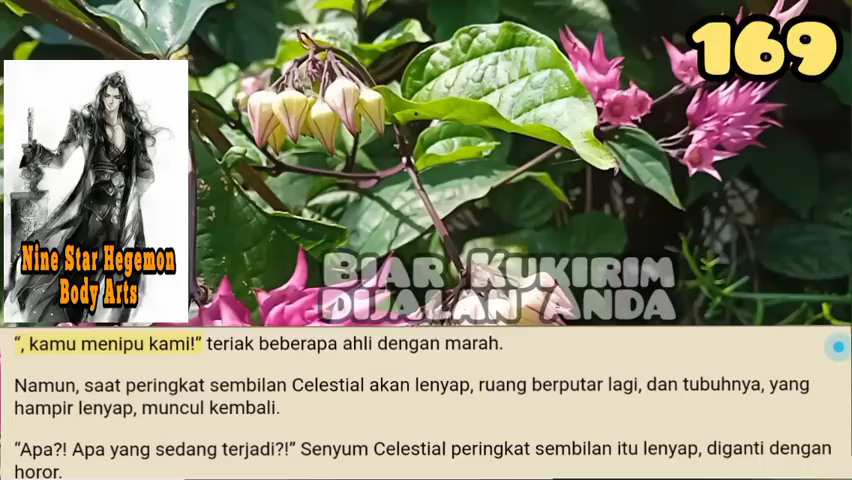 169
Nine Star Hegemon
Body Arts
Biar Kukirim
Dijalan Anda
“, kamu menipu kami!” teriak beberapa ahli dengan marah.
Namun, saat peringkat sembilan Celestial akan lenyap, ruang berputar lagi, dan tubuhnya, yang
hampir lenyap, muncul kembali.
“Apa?! Apa yang sedang terjadi?!” Senyum Celestial peringkat sembilan itu lenyap, diganti dengan
horor.